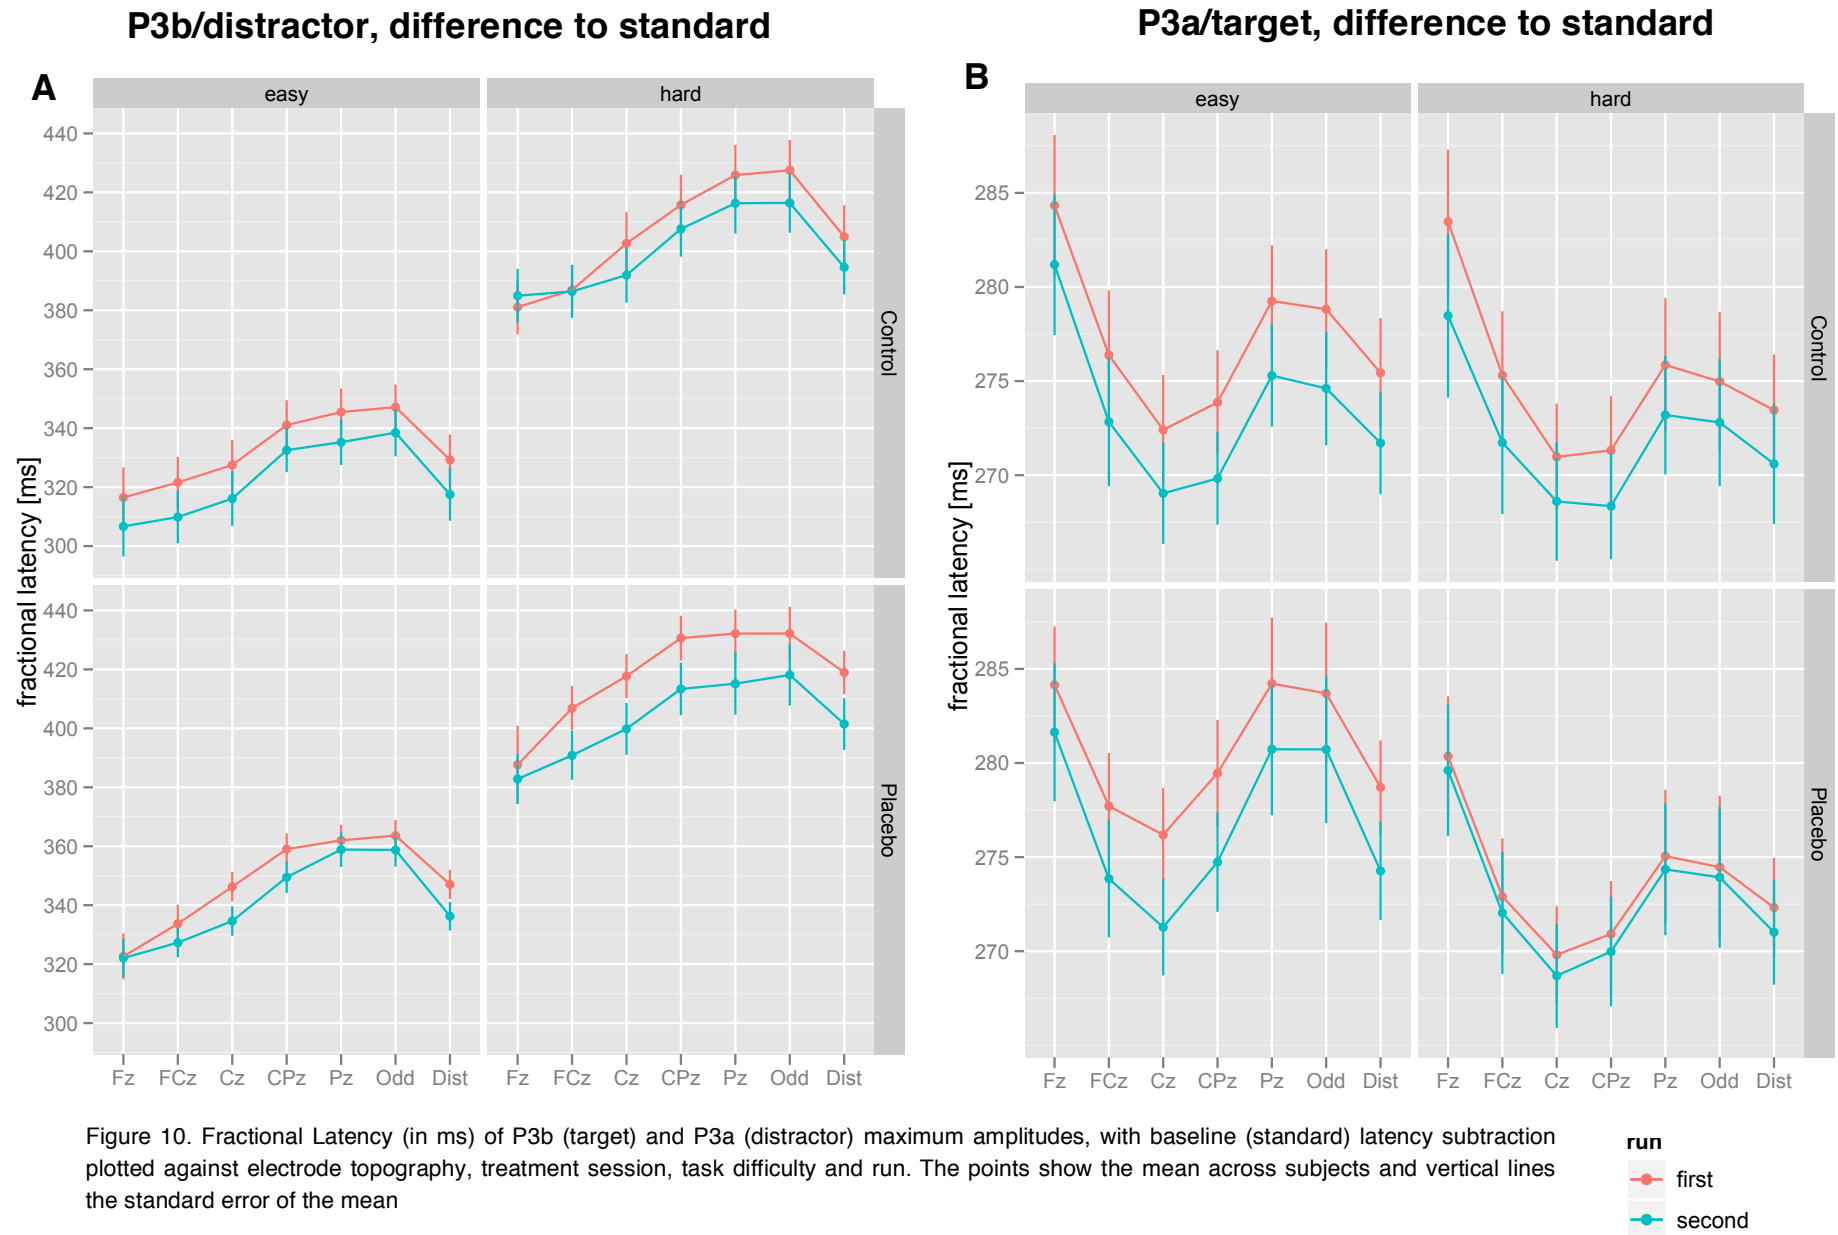 P3b/distractor, difference to standard
P3a/target, difference to standard
A
easy
hard
440
420
400
380
360
340
320
300
Control
fractional latency [ms]
440
420
400
380
360
340
320
300
Placebo
Fz FCz Cz CPz Pz Odd Dist
Fz FCz Cz CPz Pz Odd Dist
B
easy
hard
285
280
275
270
Control
fractional latency [ms]
285
280
275
270
Placebo
Fz FCz Cz CPz Pz Odd Dist
Fz FCz Cz CPz Pz Odd Dist
Figure 10. Fractional Latency (in ms) of P3b (target) and P3a (distractor) maximum amplitudes, with baseline (standard) latency subtraction
plotted against electrode topography, treatment session, task difficulty and run. The points show the mean across subjects and vertical lines
the standard error of the mean
run
first
second